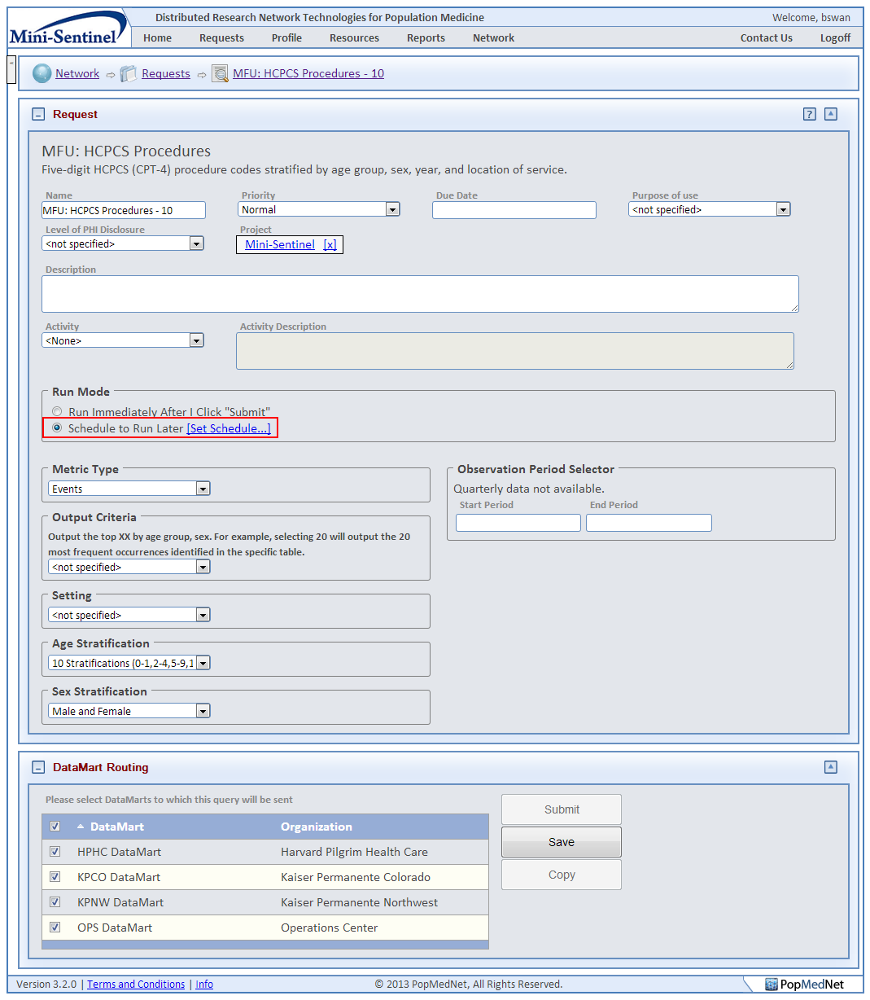 Mini-Sentinel
Distributed Research Network Technologies for Population Medicine
Welcome, bswan
Home Requests Profile Resources Reports Network Contact Us Logoff
Network Requests MFU: HCPCS Procedures - 10
Request
?
MFU: HCPCS Procedures
Five-digit HCPCS (CPT-4) procedure codes stratified by age group, sex, year, and location of service.
Name Priority Due Date Purpose of use
MFU: HCPCS Procedures - 10 Normal <not specified>
Level of PHI Disclosure Project
<not specified> Mini-Sentinel [x]
Description
Activity Activity Description
<None>
Run Mode
Run Immediately After I Click "Submit"
Schedule to Run Later [Set Schedule...]
Metric Type
Events
Observation Period Selector
Quarterly data not available.
Start Period End Period
Output Criteria
Output the top XX by age group, sex. For example, selecting 20 will output the 20
most frequent occurrences identified in the specific table.
<not specified>
Setting
<not specified>
Age Stratification
10 Stratifications (0-1,2-4,5-9,1
Sex Stratification
Male and Female
DataMart Routing
Please select DataMarts to which this query will be sent
DataMart Organization
HPHC DataMart Harvard Pilgrim Health Care
KPCO DataMart Kaiser Permanente Colorado
KPNW DataMart Kaiser Permanente Northwest
OPS DataMart Operations Center
Submit
Save
Copy
Version 3.2.0 | Terms and Conditions | Info © 2013 PopMedNet, All Rights Reserved. PopMedNet